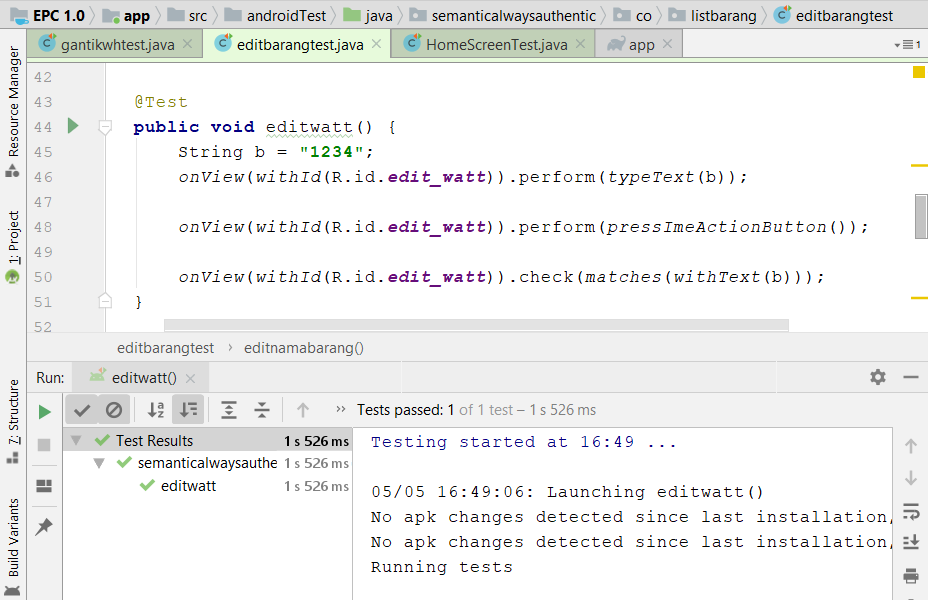 EPC 1.0 app src androidTest java semanticalwaysauthentic co listbarang editbarangtest
gantikwhtest.java editbarangtest.java HomeScreenTest.java app 1
Resource Manager
1: Project
7: Structure
Build Variants
42
43 @Test
44 public void editwatt() {
45 String b = "1234";
46 onView(withId(R.id.edit_watt)).perform(typeText(b));
47
48 onView(withId(R.id.edit_watt)).perform(pressImeActionButton());
49
50 onView(withId(R.id.edit_watt)).check(matches(withText(b)));
51 }
52
editbarangtest › editnamabarang()
Run: editwatt()
» Tests passed: 1 of 1 test – 1 s 526 ms
Test Results 1 s 526 ms
semanticalwaysauthe 1 s 526 ms
editwatt 1 s 526 ms
Testing started at 16:49 ...
05/05 16:49:06: Launching editwatt()
No apk changes detected since last installation,
No apk changes detected since last installation,
Running tests